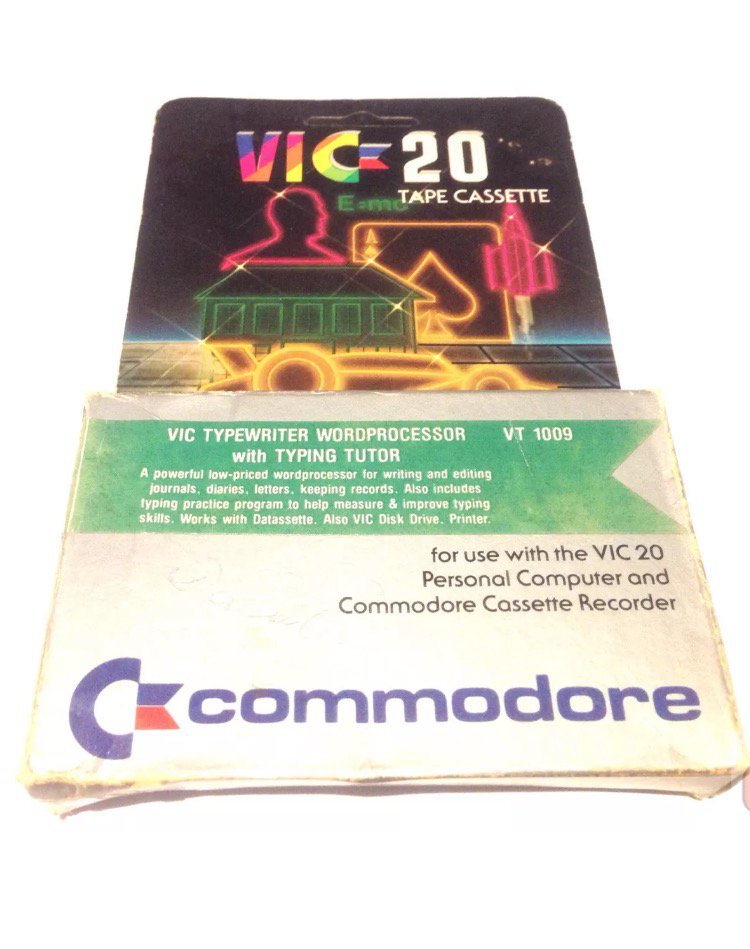 VIC 20
TAPE CASSETTE
E=mc
VIC TYPEWRITER WORDPROCESSOR VT 1009
with TYPING TUTOR
A powerful low-priced wordprocessor for writing and editing
journals, diaries, letters, keeping records. Also includes
typing practice program to help measure & improve typing
skills. Works with Datassette. Also VIC Disk Drive. Printer.
for use with the VIC 20
Personal Computer and
Commodore Cassette Recorder
commodore